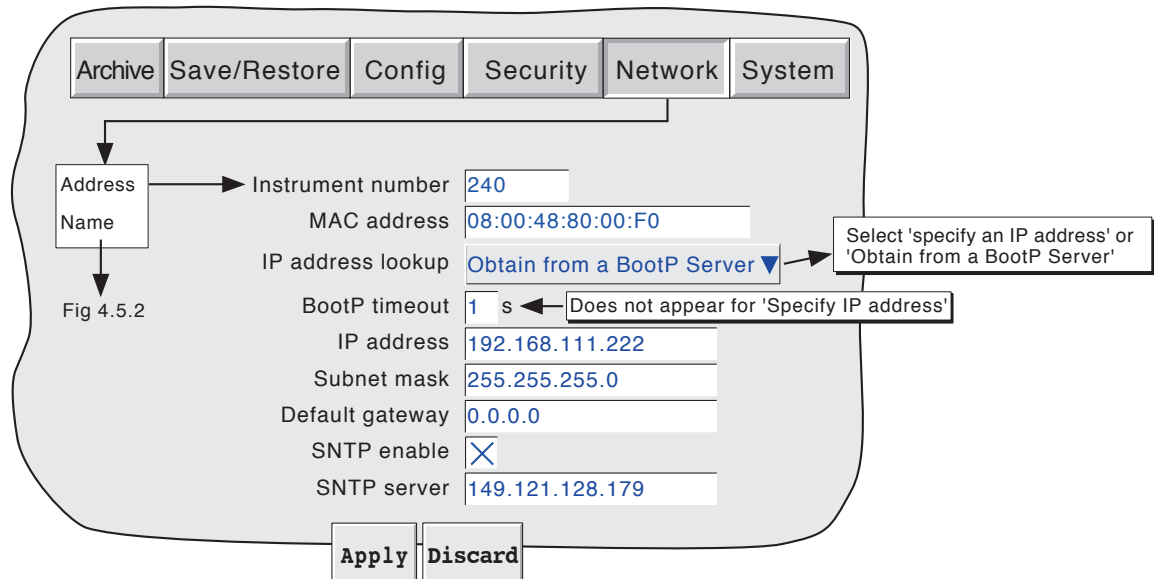 Archive Save/Restore Config Security Network System
Address
Name
Fig 4.5.2
Instrument number 240
MAC address 08:00:48:80:00:F0
IP address lookup Obtain from a BootP Server
Select 'specify an IP address' or
'Obtain from a BootP Server'
BootP timeout 1 s Does not appear for 'Specify IP address'
IP address 192.168.111.222
Subnet mask 255.255.255.0
Default gateway 0.0.0.0
SNTP enable
SNTP server 149.121.128.179
Apply Discard